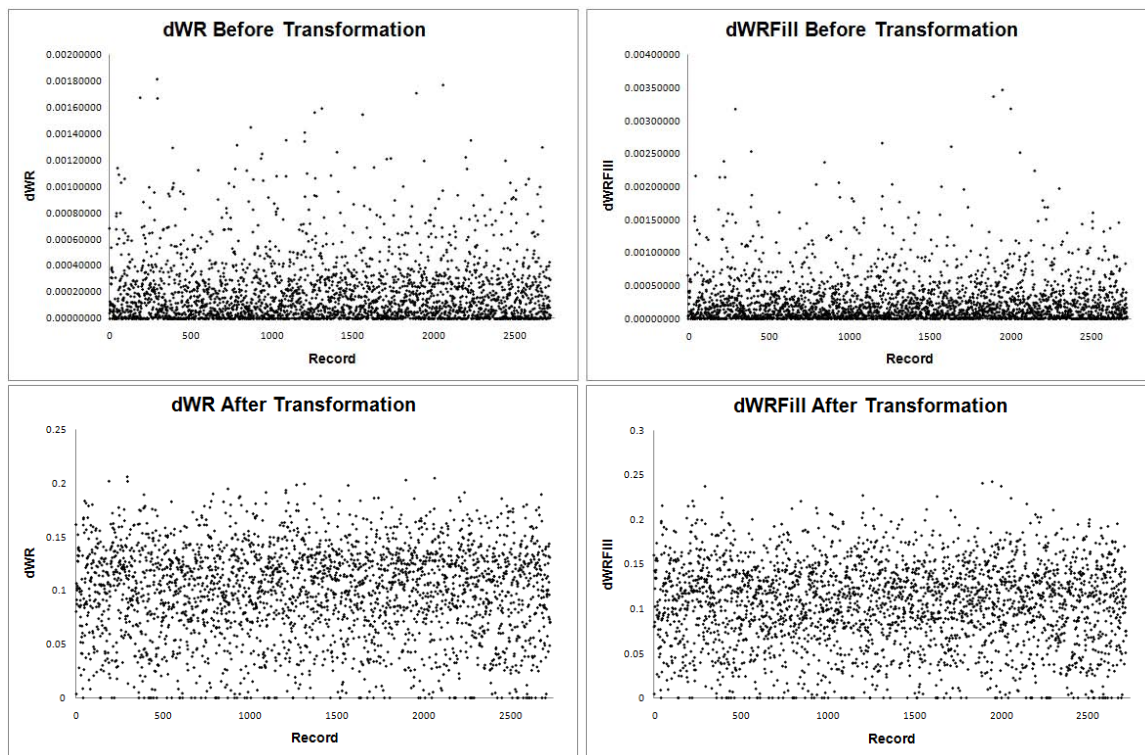 dWR Before Transformation
0.00200000
0.00180000
0.00160000
0.00140000
0.00120000
0.00100000
0.00080000
0.00060000
0.00040000
0.00020000
0.00000000
dWR
0 500 1000 1500 2000 2500
Record
dWRFill Before Transformation
0.00400000
0.00350000
0.00300000
0.00250000
0.00200000
0.00150000
0.00100000
0.00050000
0.00000000
dWRFill
0 500 1000 1500 2000 2500
Record
dWR After Transformation
0.25
0.2
0.15
0.1
0.05
0
dWR
0 500 1000 1500 2000 2500
Record
dWRFill After Transformation
0.3
0.25
0.2
0.15
0.1
0.05
0
dWRFill
0 500 1000 1500 2000 2500
Record